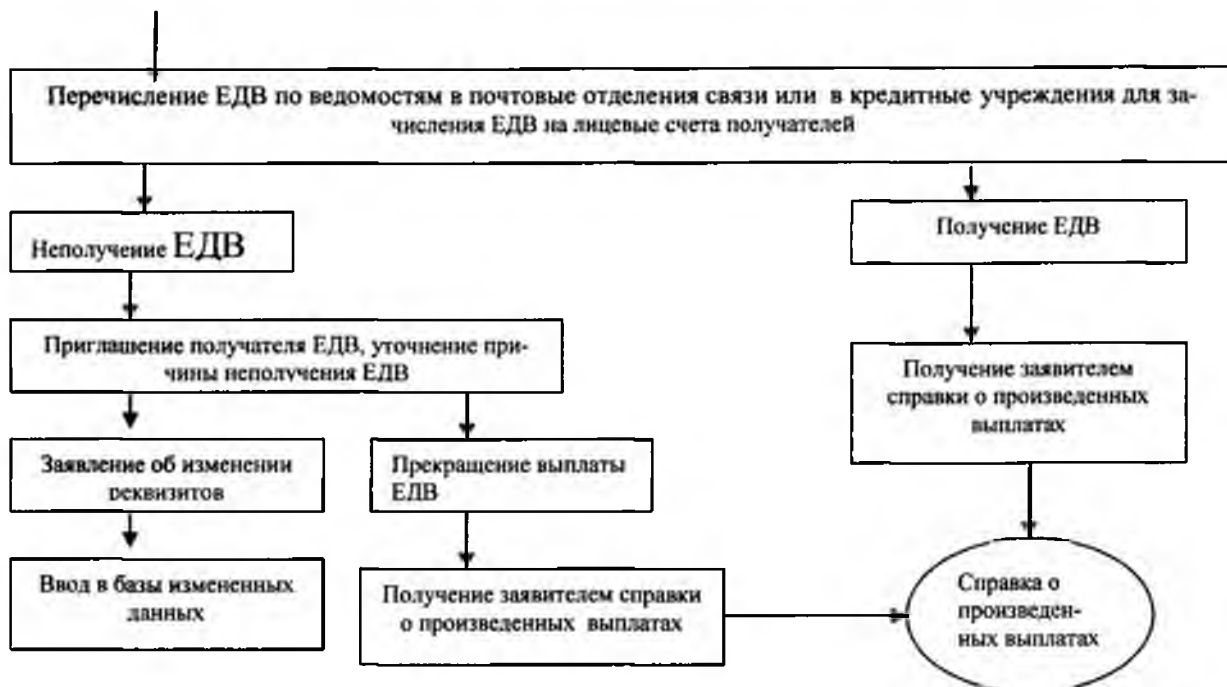 Перечисление ЕДВ по ведомостям в почтовые отделения связи или в кредитные учреждения для за-
числения ЕДВ на лицевые счета получателей
Неполучение ЕДВ
Получение ЕДВ
Приглашение получателя ЕДВ, уточнение при-
чины неполучения ЕДВ
Получение заявителем
справки о произведенных
выплатах
Заявление об изменении
реквизитов
Прекращение выплаты
ЕДВ
Ввод в базы измененных
данных
Получение заявителем справки
о произведенных выплатах
Справка о
произведен-
ных выплатах